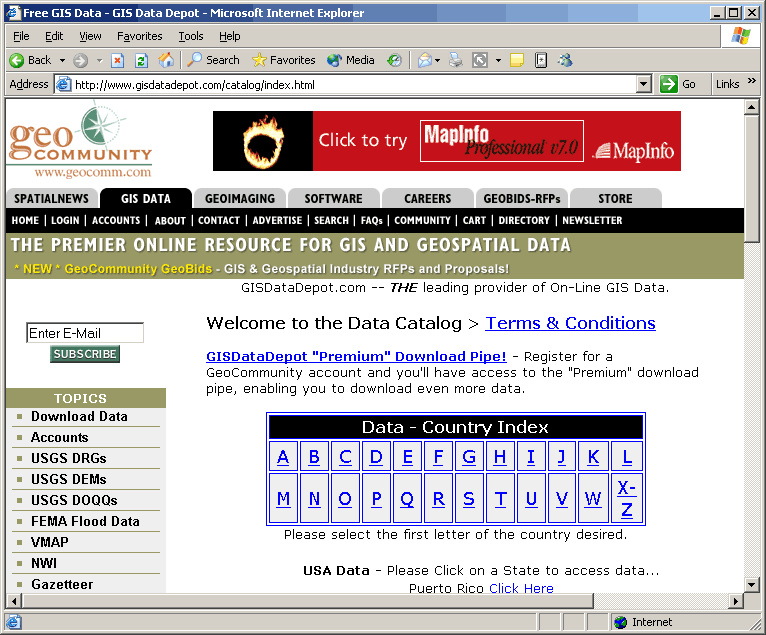 Free GIS Data - GIS Data Depot - Microsoft Internet Explorer
File Edit View Favorites Tools Help
Back Search Favorites Media
Address http://www.gisdatadepot.com/catalog/index.html Go Links »
geo COMMUNITY
www.geocomm.com
Click to try MapInfo Professional v7.0 MapInfo
SPATIALNEWS GIS DATA GEOIMAGING SOFTWARE CAREERS GEOBIDS-RFPs STORE
HOME | LOGIN | ACCOUNTS | ABOUT | CONTACT | ADVERTISE | SEARCH | FAQs | COMMUNITY | CART | DIRECTORY | NEWSLETTER
THE PREMIER ONLINE RESOURCE FOR GIS AND GEOSPATIAL DATA
* NEW * GeoCommunity GeoBids - GIS & Geospatial Industry RFPs and Proposals!
GISDataDepot.com -- THE leading provider of On-Line GIS Data.
Enter E-Mail
SUBSCRIBE
TOPICS
Download Data
Accounts
USGS DRGs
USGS DEMs
USGS DOQQs
FEMA Flood Data
VMAP
NWI
Gazetteer
Welcome to the Data Catalog > Terms & Conditions
GISDataDepot "Premium" Download Pipe! - Register for a
GeoCommunity account and you'll have access to the "Premium" download
pipe, enabling you to download even more data.
Data - Country Index
A B C D E F G H I J K L
M N O P Q R S T U V W X-Z
Please select the first letter of the country desired.
USA Data - Please Click on a State to access data...
Puerto Rico Click Here
Internet